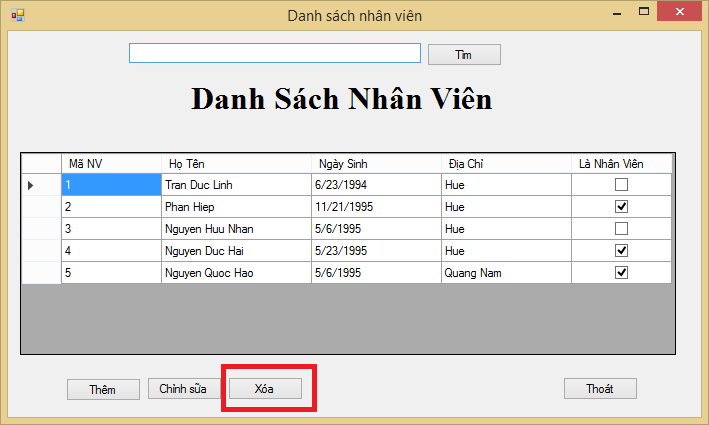 Danh sách nhân viên
Tìm
Danh Sách Nhân Viên
Mã NV Họ Tên Ngày Sinh Địa Chỉ Là Nhân Viên
1 Tran Duc Linh 6/23/1994 Hue
2 Phan Hiep 11/21/1995 Hue
3 Nguyen Huu Nhan 5/6/1995 Hue
4 Nguyen Duc Hai 5/23/1995 Hue
5 Nguyen Quoc Hao 5/6/1995 Quang Nam
Thêm Chỉnh sữa Xóa Thoát